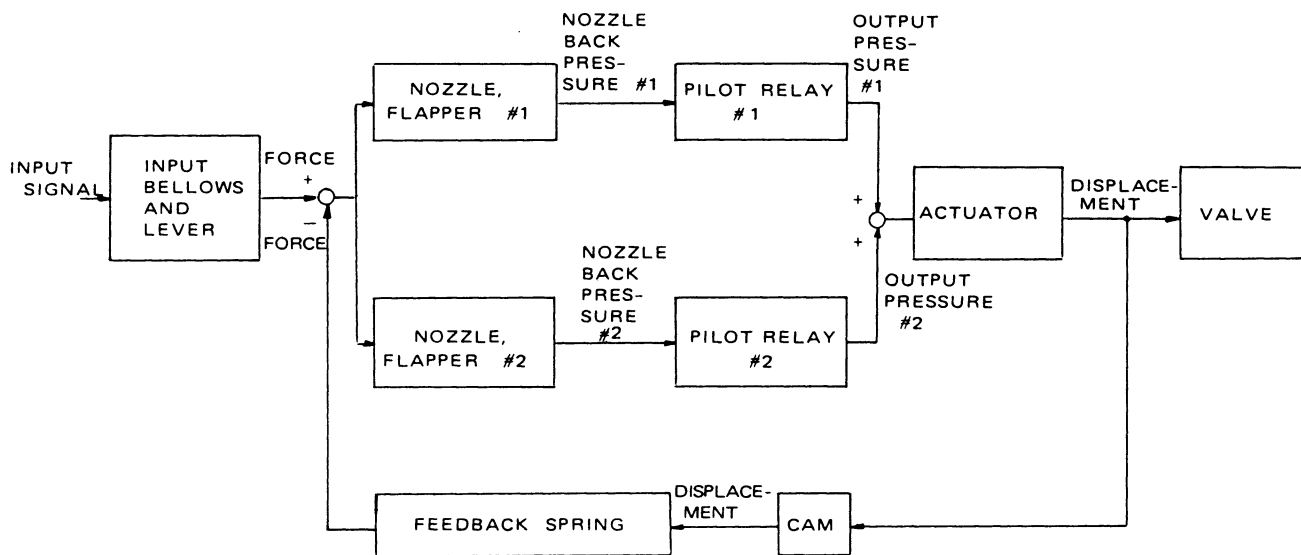 INPUT
SIGNAL
INPUT
BELLOWS
AND
LEVER
FORCE
+
−
FORCE
NOZZLE,
FLAPPER #1
NOZZLE
BACK
PRES-
SURE #1
PILOT RELAY
#1
OUTPUT
PRES-
SURE
#1
NOZZLE,
FLAPPER #2
NOZZLE
BACK
PRES-
SURE
#2
PILOT RELAY
#2
+
+
OUTPUT
PRESSURE
#2
ACTUATOR
DISPLACE-
MENT
VALVE
FEEDBACK SPRING
DISPLACE-
MENT
CAM